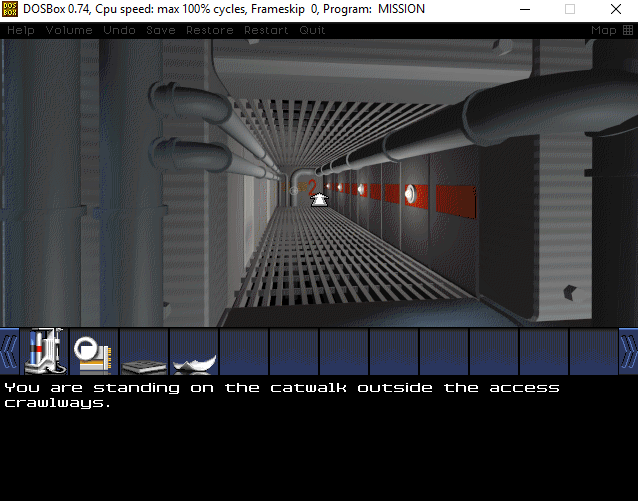 DOSBox 0.74, Cpu speed: max 100% cycles, Frameskip 0, Program: MISSION
Help Volume Undo Save Restore Restart Quit Map
2
You are standing on the catwalk outside the access
crawlways.